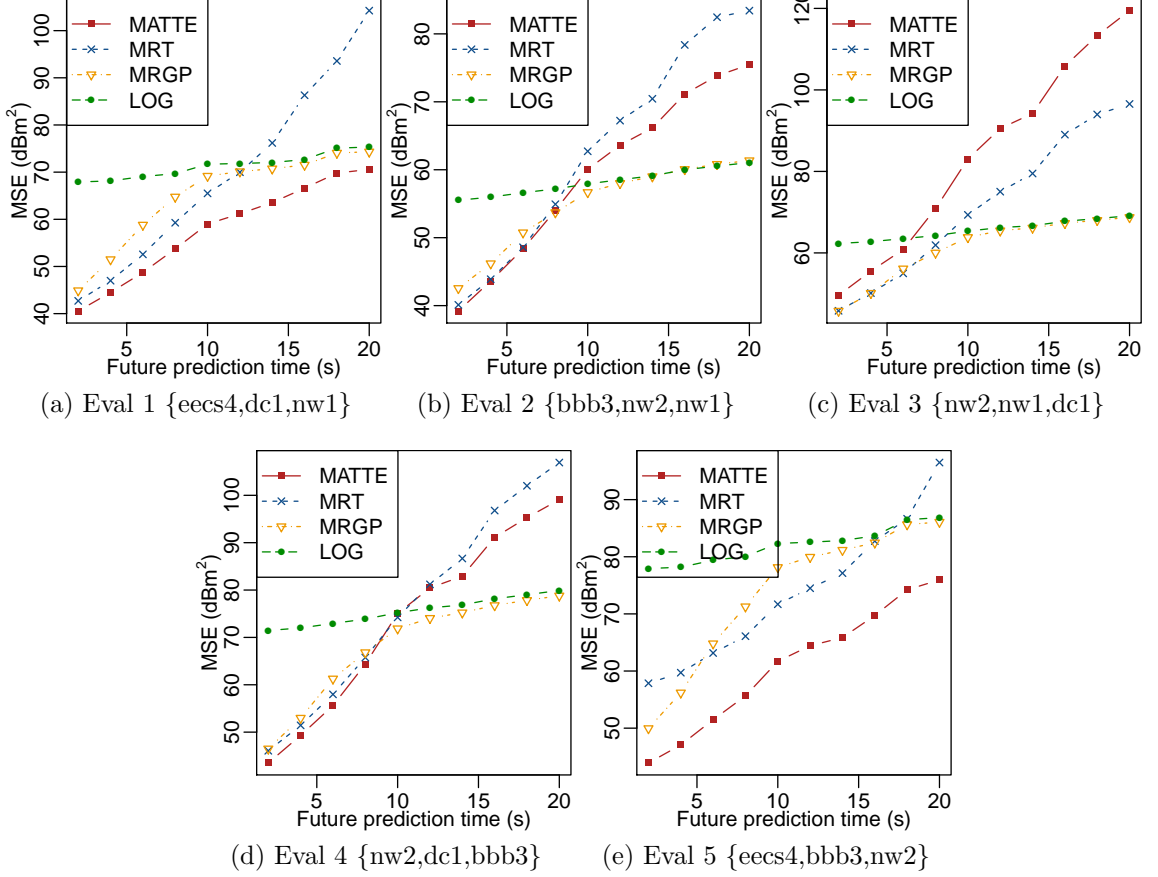 MATTE
MRT
MRGP
LOG
MSE (dBm²)
40 50 60 70 80 90 100
5 10 15 20
Future prediction time (s)
(a) Eval 1 {eecs4,dc1,nw1}
MATTE
MRT
MRGP
LOG
MSE (dBm²)
40 50 60 70 80
5 10 15 20
Future prediction time (s)
(b) Eval 2 {bbb3,nw2,nw1}
MATTE
MRT
MRGP
LOG
MSE (dBm²)
60 80 100 120
5 10 15 20
Future prediction time (s)
(c) Eval 3 {nw2,nw1,dc1}
MATTE
MRT
MRGP
LOG
MSE (dBm²)
50 60 70 80 90 100
5 10 15 20
Future prediction time (s)
(d) Eval 4 {nw2,dc1,bbb3}
MATTE
MRT
MRGP
LOG
MSE (dBm²)
50 60 70 80 90
5 10 15 20
Future prediction time (s)
(e) Eval 5 {eecs4,bbb3,nw2}